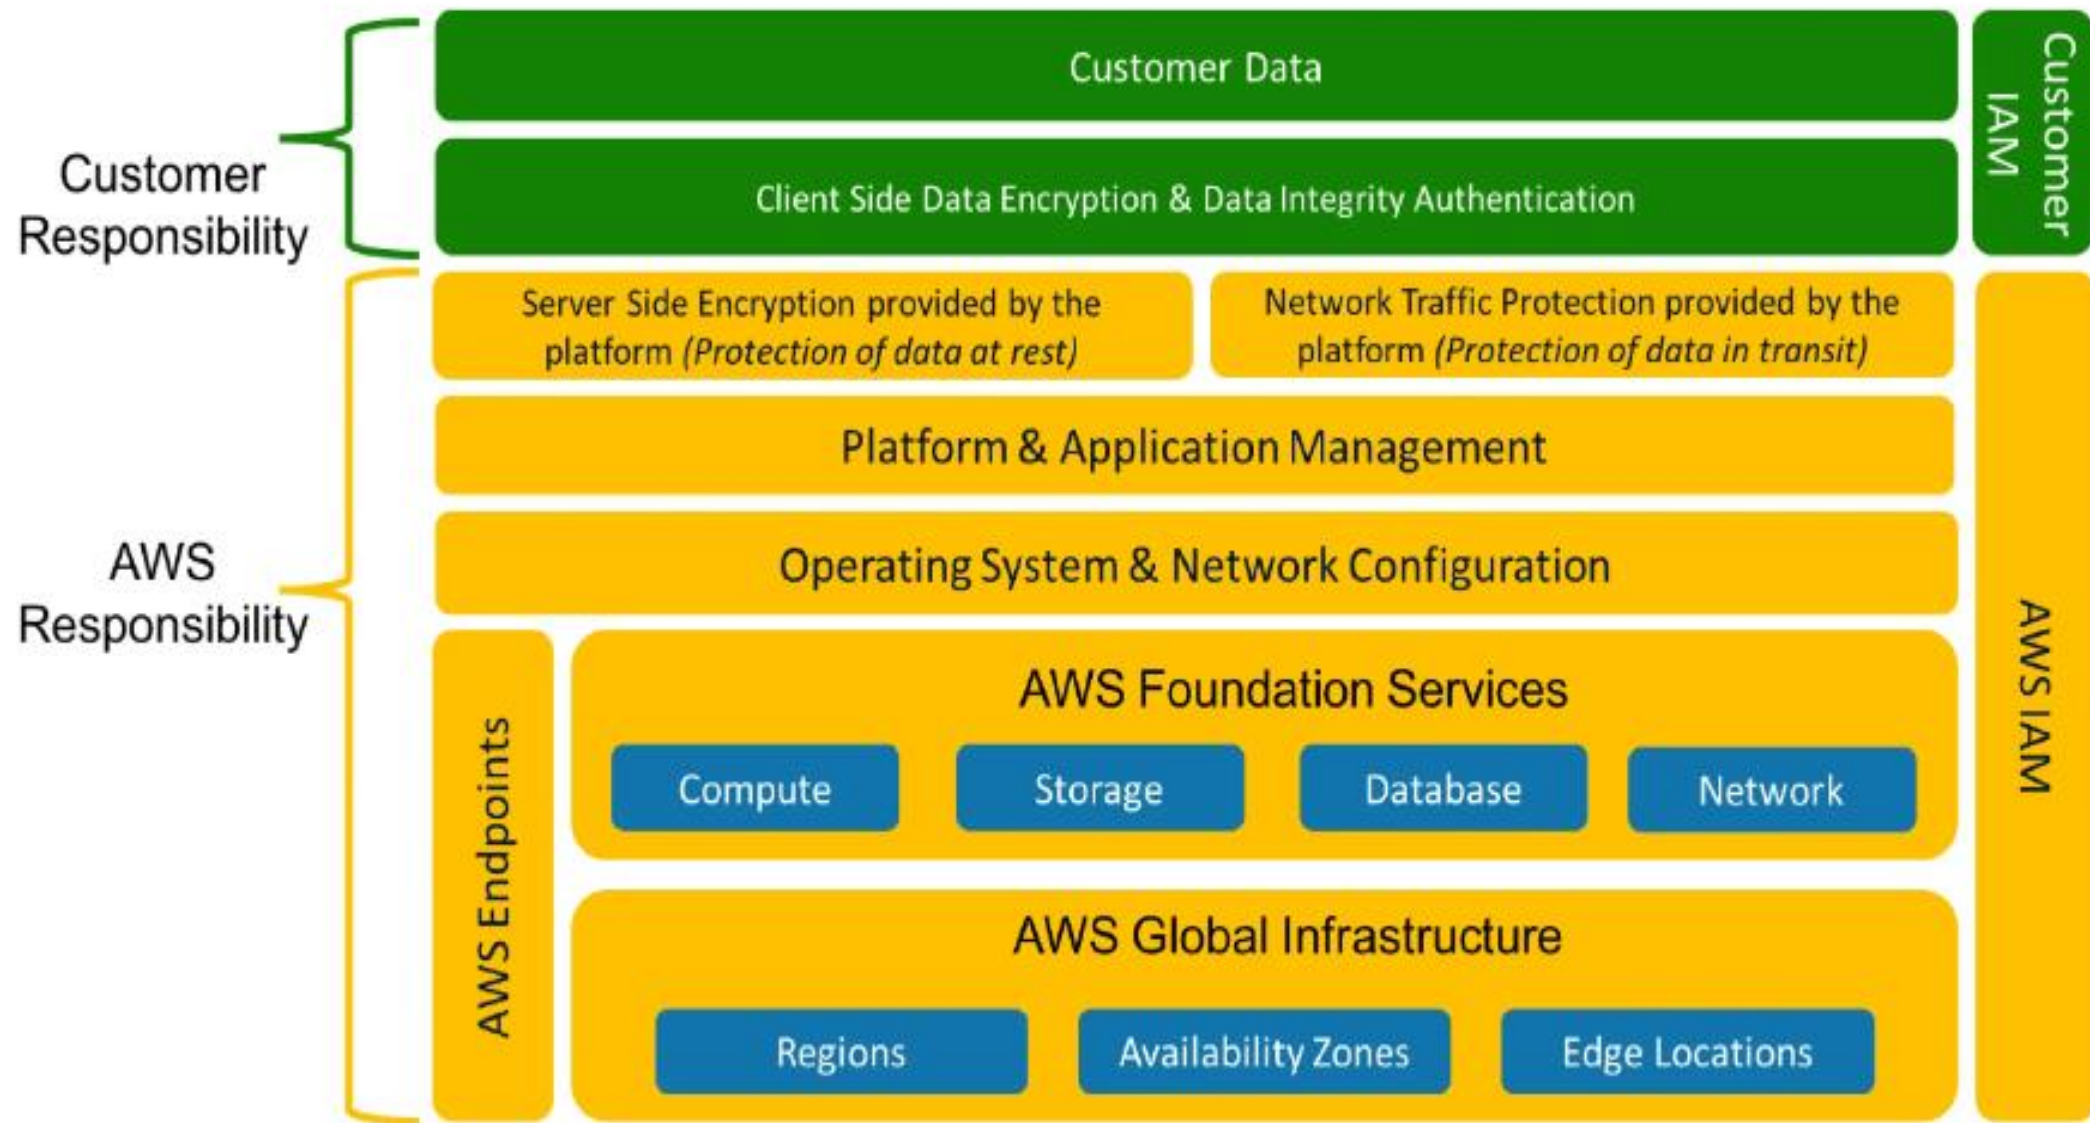 Customer Data
Customer
IAM
Customer
Responsibility
Client Side Data Encryption & Data Integrity Authentication
Server Side Encryption provided by the
platform (Protection of data at rest)
Network Traffic Protection provided by the
platform (Protection of data in transit)
Platform & Application Management
AWS
Responsibility
Operating System & Network Configuration
AWS IAM
AWS Endpoints
AWS Foundation Services
Compute
Storage
Database
Network
AWS Global Infrastructure
Regions
Availability Zones
Edge Locations